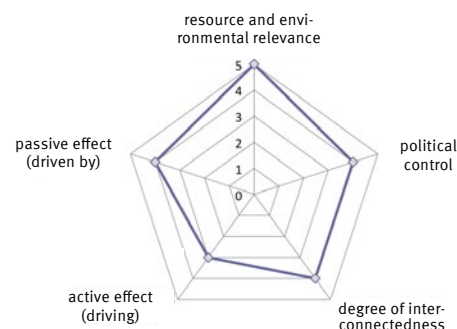 resource and envi-
ronmental relevance
5
4
3
2
1
0
passive effect
(driven by)
political
control
active effect
(driving)
degree of inter-
connectedness